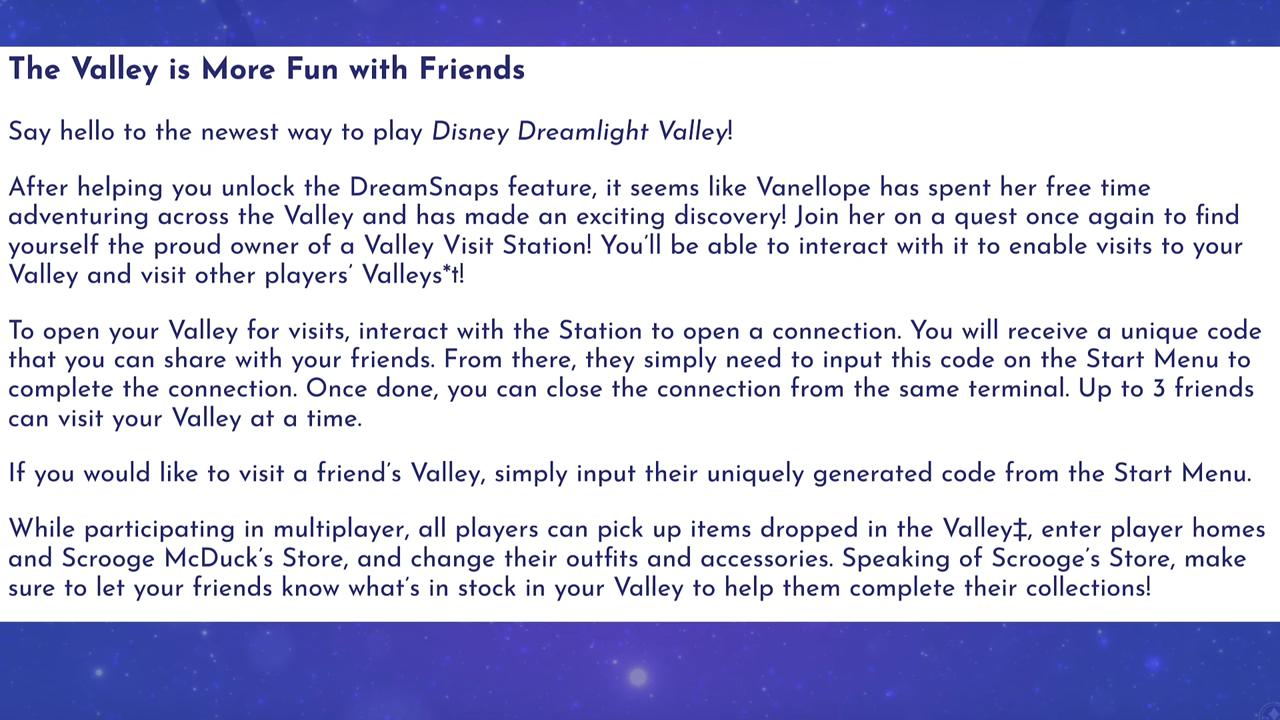 The Valley is More Fun with Friends
Say hello to the newest way to play Disney Dreamlight Valley!
After helping you unlock the DreamSnaps feature, it seems like Vanellope has spent her free time
adventuring across the Valley and has made an exciting discovery! Join her on a quest once again to find
yourself the proud owner of a Valley Visit Station! You’ll be able to interact with it to enable visits to your
Valley and visit other players’ Valleys*†!
To open your Valley for visits, interact with the Station to open a connection. You will receive a unique code
that you can share with your friends. From there, they simply need to input this code on the Start Menu to
complete the connection. Once done, you can close the connection from the same terminal. Up to 3 friends
can visit your Valley at a time.
If you would like to visit a friend’s Valley, simply input their uniquely generated code from the Start Menu.
While participating in multiplayer, all players can pick up items dropped in the Valley‡, enter player homes
and Scrooge McDuck’s Store, and change their outfits and accessories. Speaking of Scrooge’s Store, make
sure to let your friends know what’s in stock in your Valley to help them complete their collections!